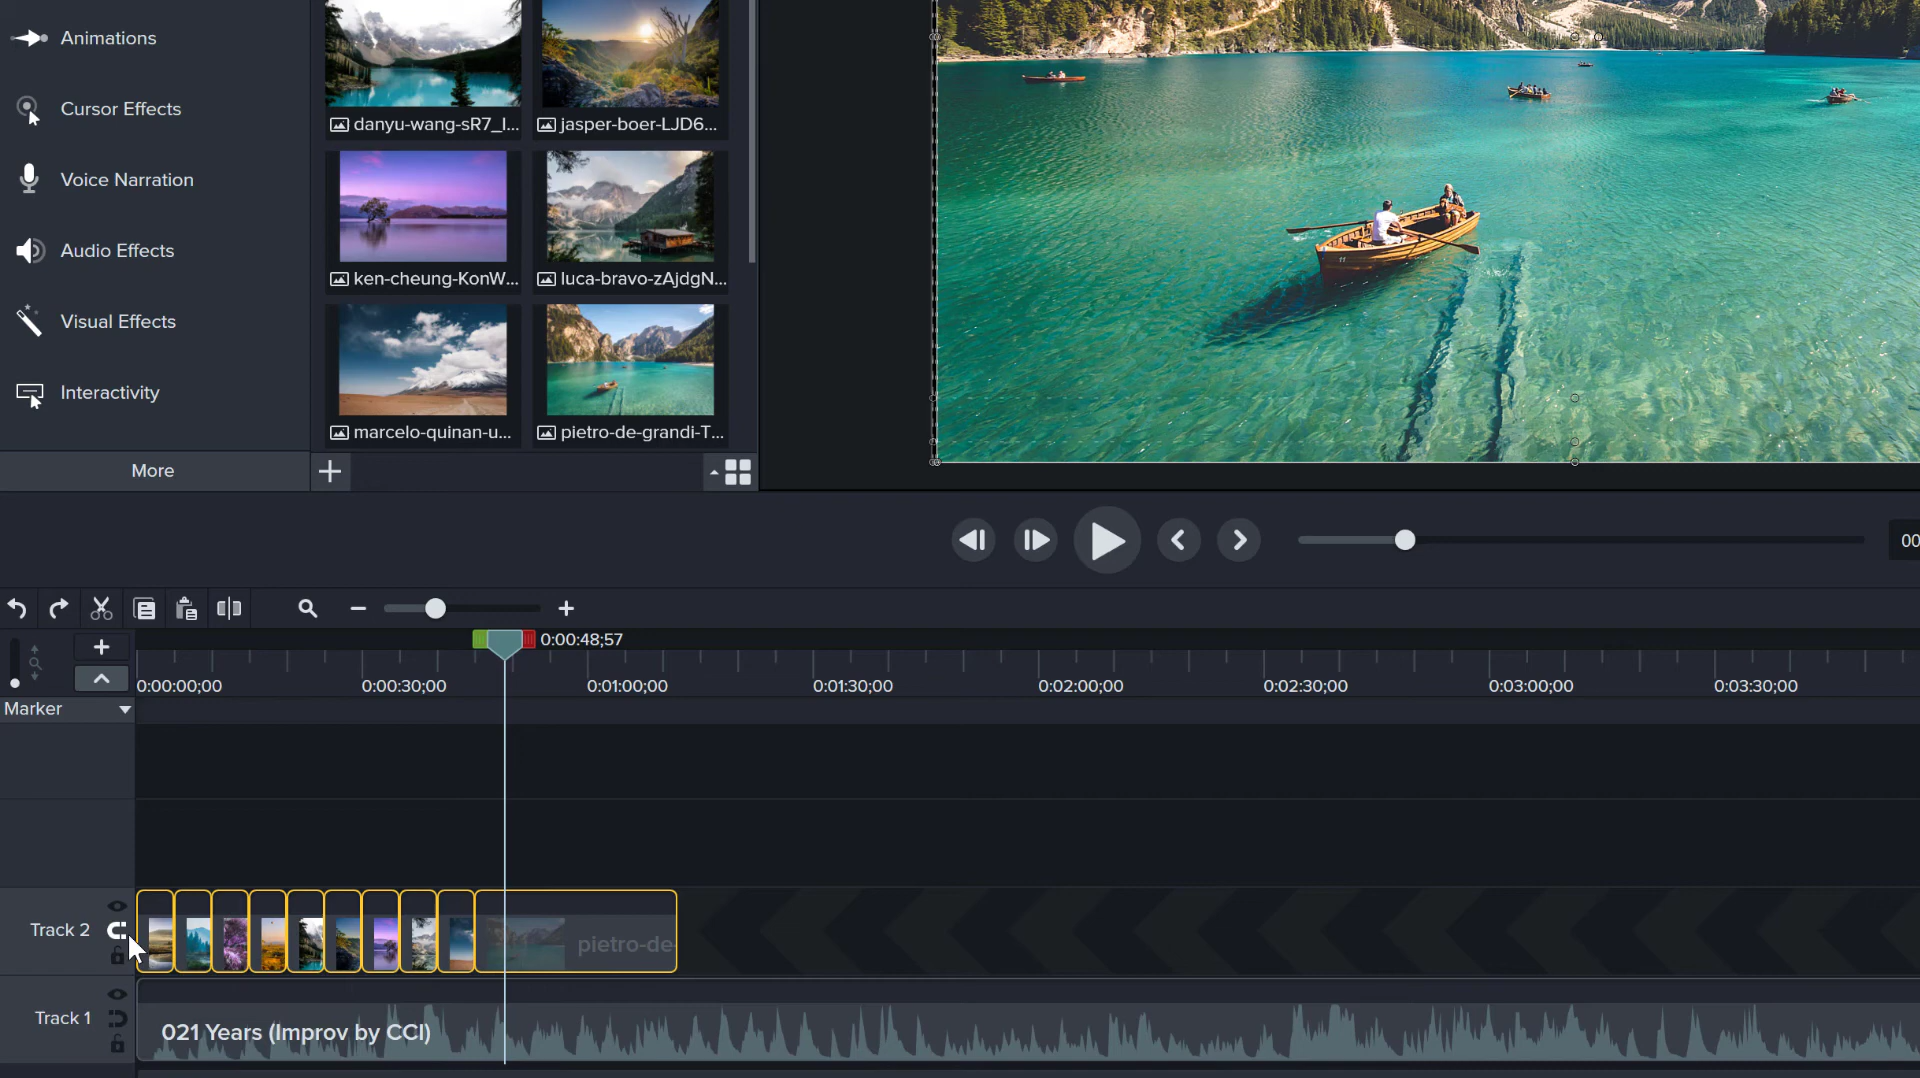 Animations
Cursor Effects
Voice Narration
Audio Effects
Visual Effects
Interactivity
More
danyu-wang-sR7_I...
jasper-boer-LJD6...
ken-cheung-KonW...
luca-bravo-zAjdgN...
marcelo-quinan-u...
pietro-de-grandi-T...
00
0:00:48;57
0:00:00;00
0:00:30;00
0:01:00;00
0:01:30;00
0:02:00;00
0:02:30;00
0:03:00;00
0:03:30;00
Marker
Track 2
pietro-de-
Track 1
021 Years (Improv by CCI)